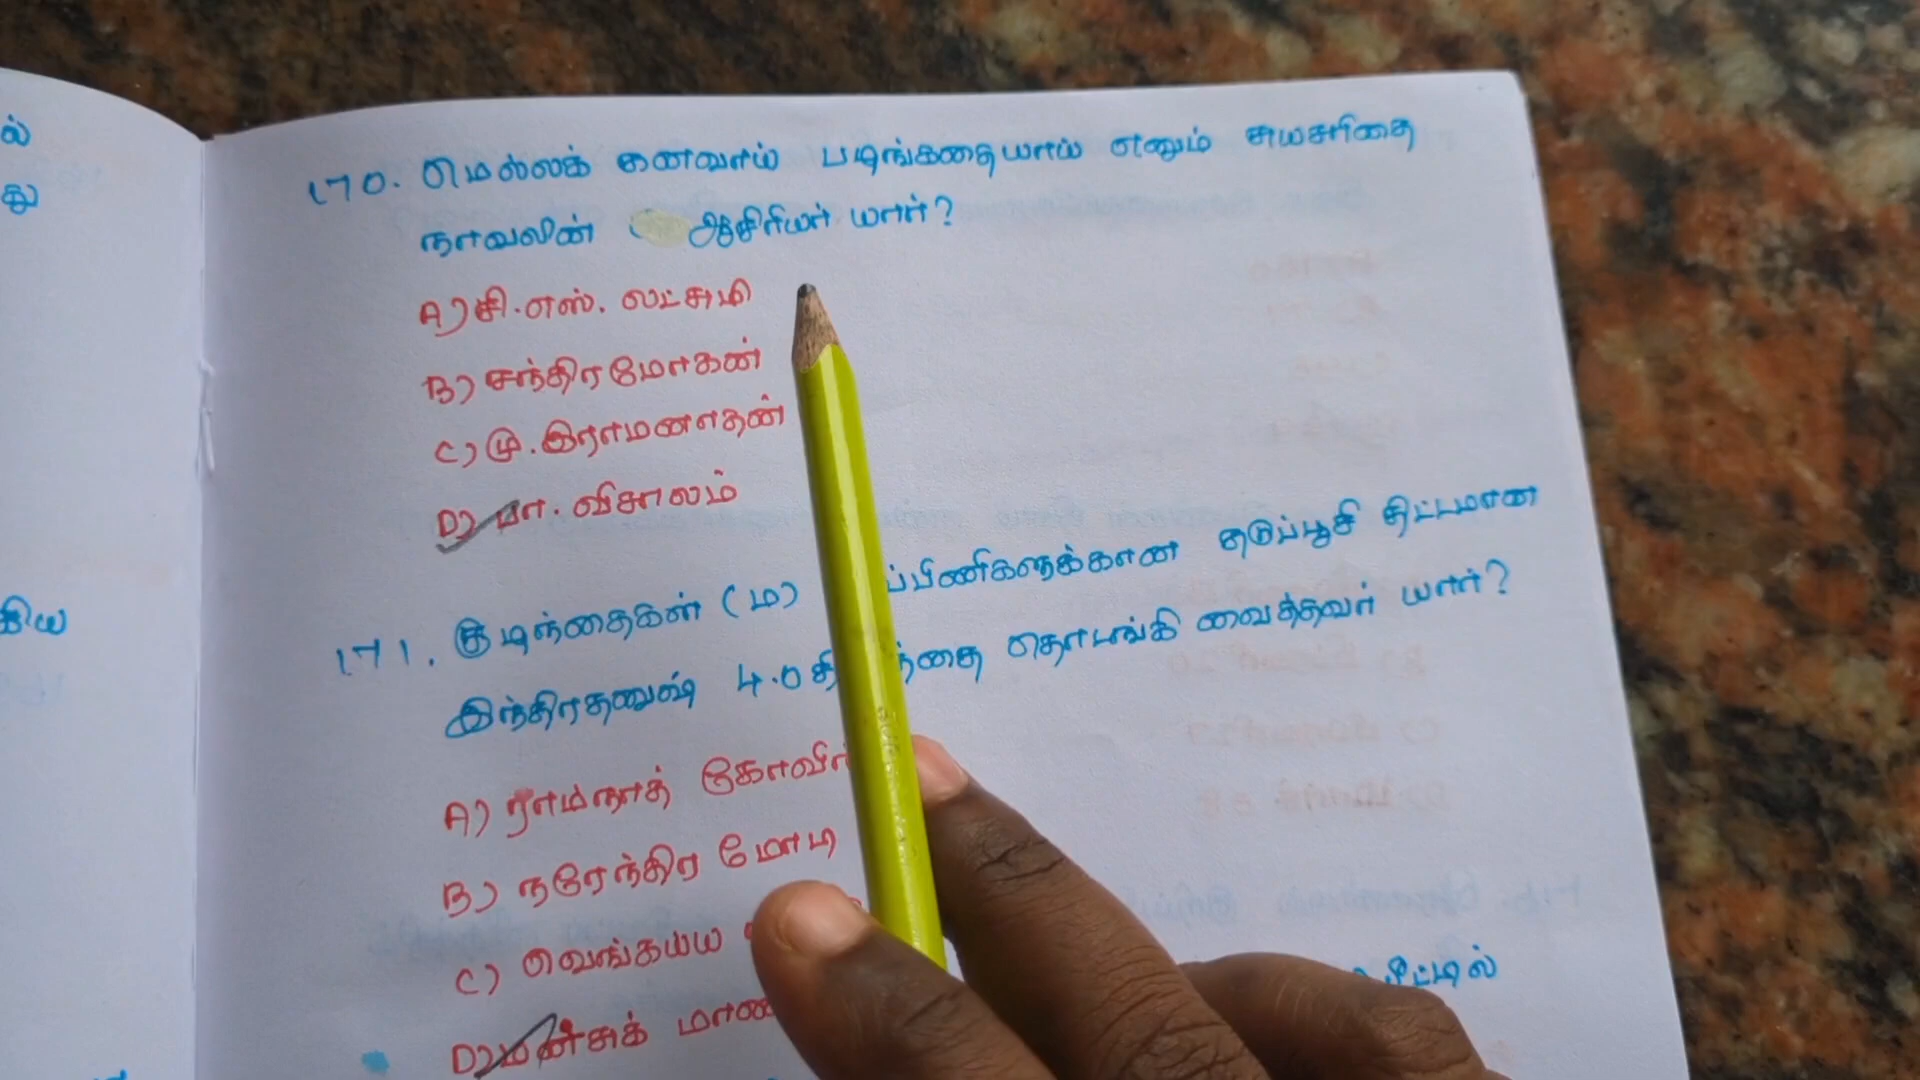 ல்
து
170. மெல்லக் கனவாய் பழங்கதையாய் எனும் சுயசரிதை
நாவலின் ஆசிரியர் யார்?
A) சி.எஸ். லட்சுமி
B) சந்திரமோகன்
C) மு.இராமனாதன்
D) பா. விசாலம்
கிய
171. குழந்தைகள் (ம) ப்பிணிகளுக்கான தடுப்பூசி திட்டமான
இந்திரதனுஷ் 4.0 தி ந்தை தொடங்கி வைத்தவர் யார்?
A) ராம்நாத் கோவிந்
B) நரேந்திர மோடி
C) வெங்கய்ய
D) மன்சுக் மாண
ட்டில்